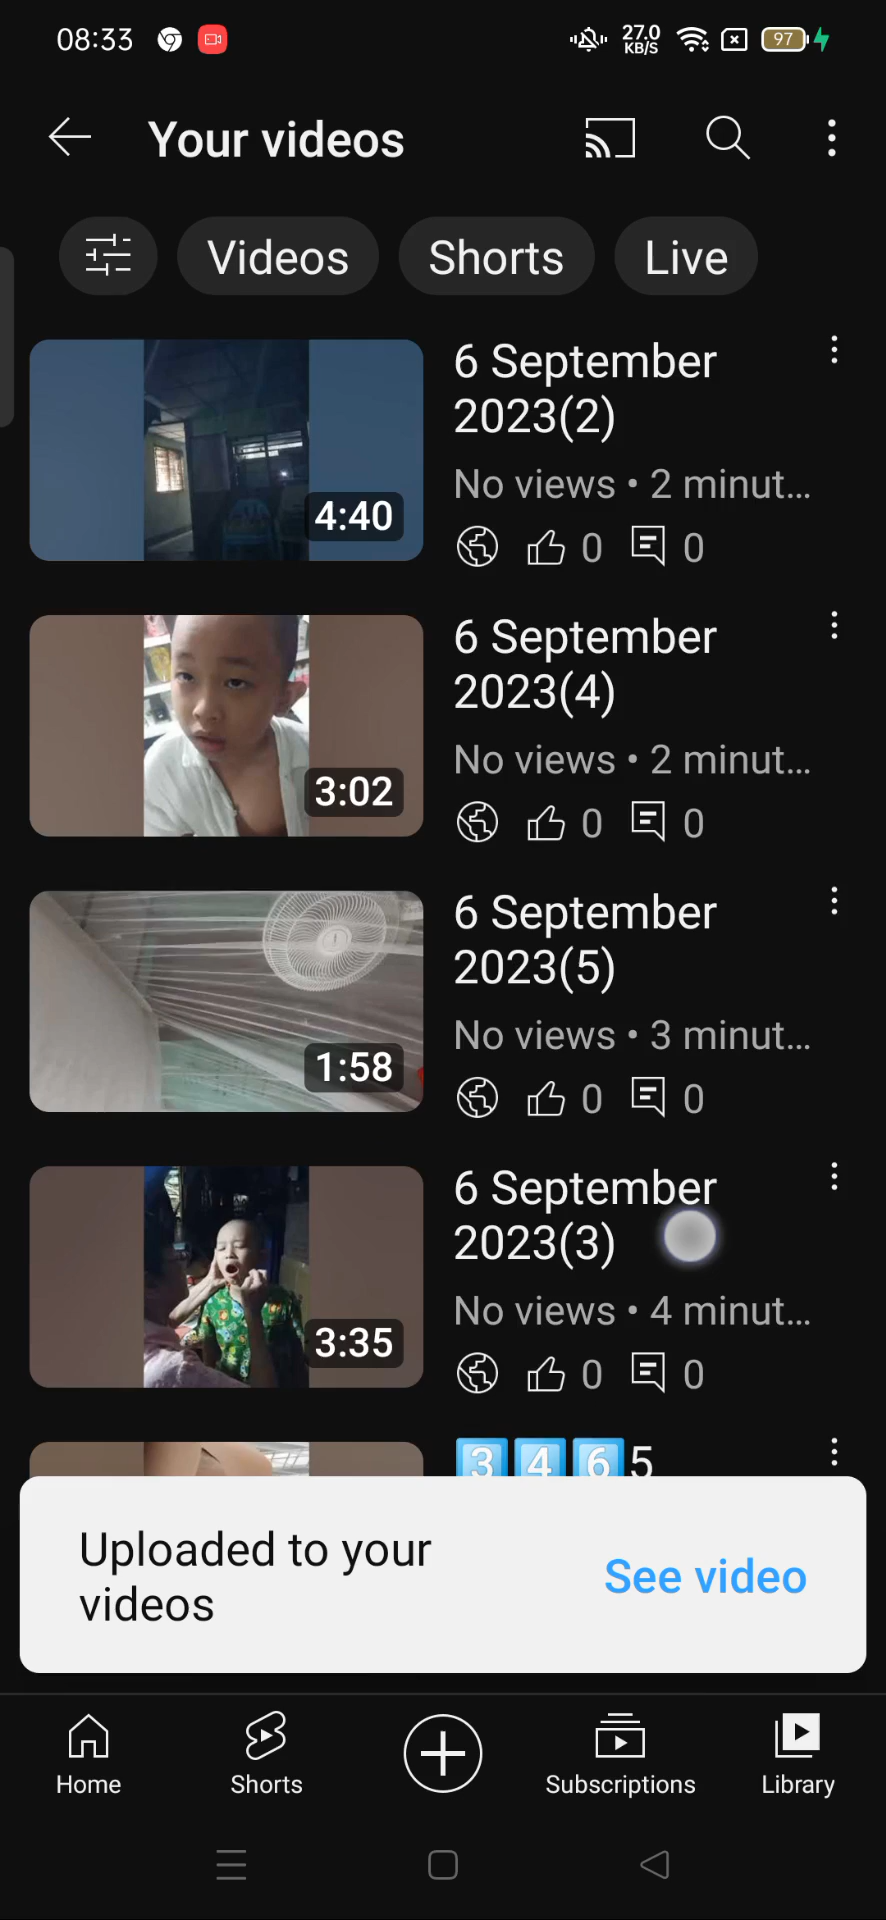 08:33
27.0
KB/S
97
Your videos
Videos
Shorts
Live
6 September
2023(2)
No views • 2 minut...
0
0
4:40
6 September
2023(4)
No views • 2 minut...
0
0
3:02
6 September
2023(5)
No views • 3 minut...
0
0
1:58
6 September
2023(3)
No views • 4 minut...
0
0
3:35
3️⃣4️⃣6️⃣5
Uploaded to your
videos
See video
Home
Shorts
Subscriptions
Library